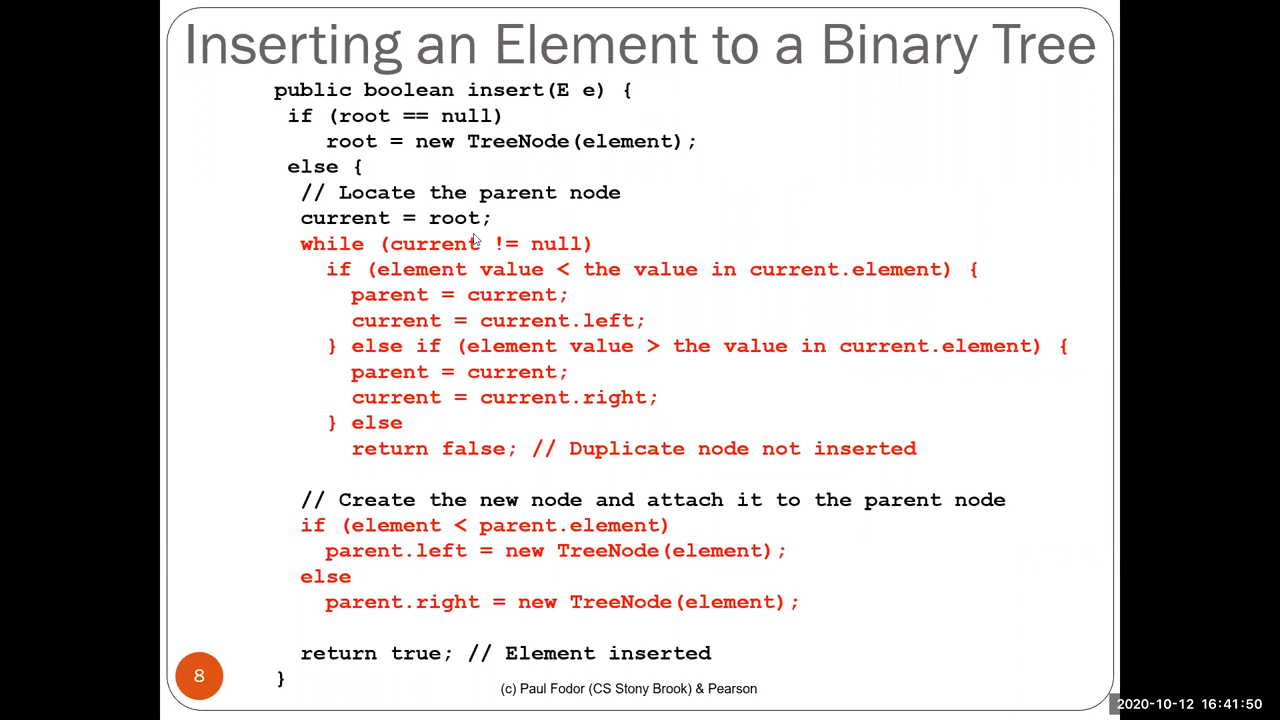 Inserting an Element to a Binary Tree
public boolean insert(E e) {
if (root == null)
root = new TreeNode(element);
else {
// Locate the parent node
current = root;
while (current != null)
if (element value < the value in current.element) {
parent = current;
current = current.left;
} else if (element value > the value in current.element) {
parent = current;
current = current.right;
} else
return false; // Duplicate node not inserted
// Create the new node and attach it to the parent node
if (element < parent.element)
parent.left = new TreeNode(element);
else
parent.right = new TreeNode(element);
return true; // Element inserted
}
8
(c) Paul Fodor (CS Stony Brook) & Pearson
2020-10-12 16:41:50